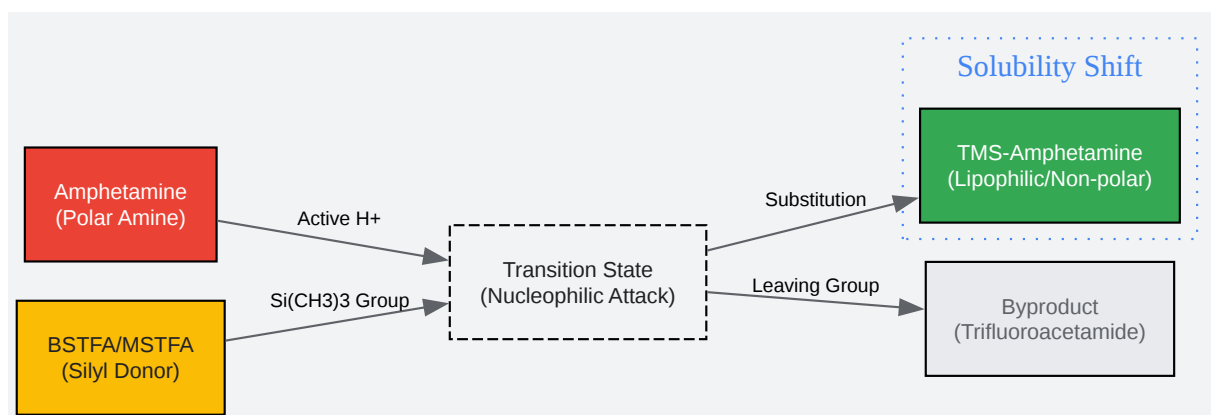 Solubility Shift
Amphetamine
(Polar Amine)
BSTFA/MSTFA
(Silyl Donor)
Active H+
Si(CH3)3 Group
Transition State
(Nucleophilic Attack)
Substitution
Leaving Group
TMS-Amphetamine
(Lipophilic/Non-polar)
Byproduct
(Trifluoroacetamide)